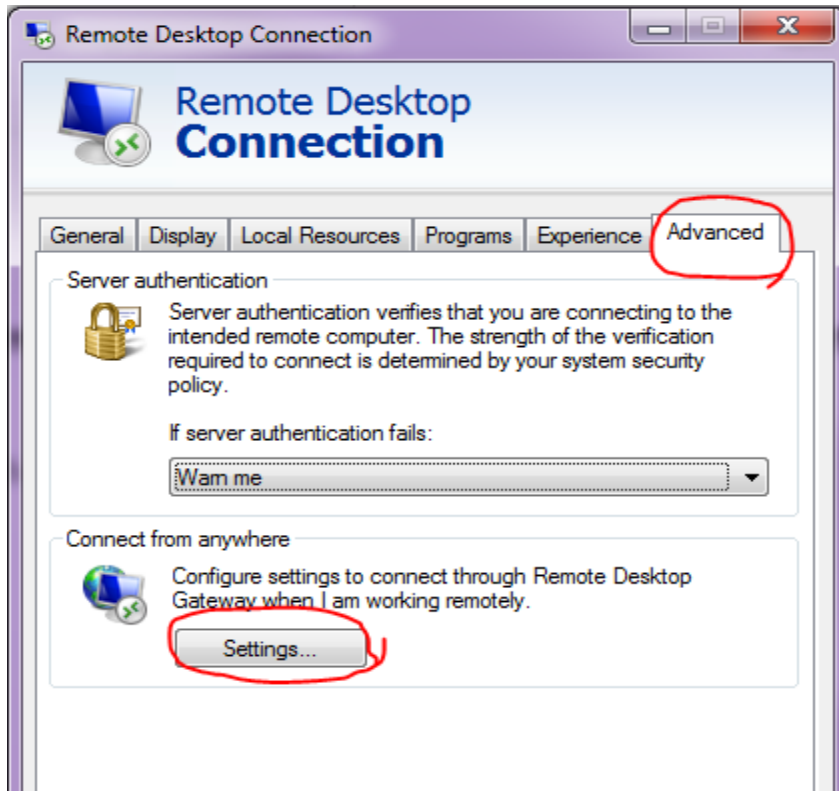 Remote Desktop Connection
Remote Desktop
Connection
General Display Local Resources Programs Experience Advanced
Server authentication
Server authentication verifies that you are connecting to the
intended remote computer. The strength of the verification
required to connect is determined by your system security
policy.
If server authentication fails:
Warn me
Connect from anywhere
Configure settings to connect through Remote Desktop
Gateway when I am working remotely.
Settings...